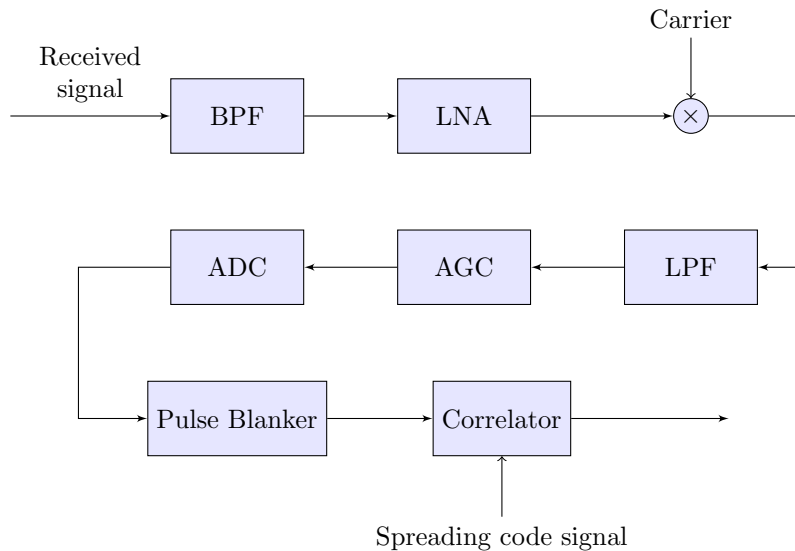 Carrier
Received
signal
BPF
LNA
×
ADC
AGC
LPF
Pulse Blanker
Correlator
Spreading code signal